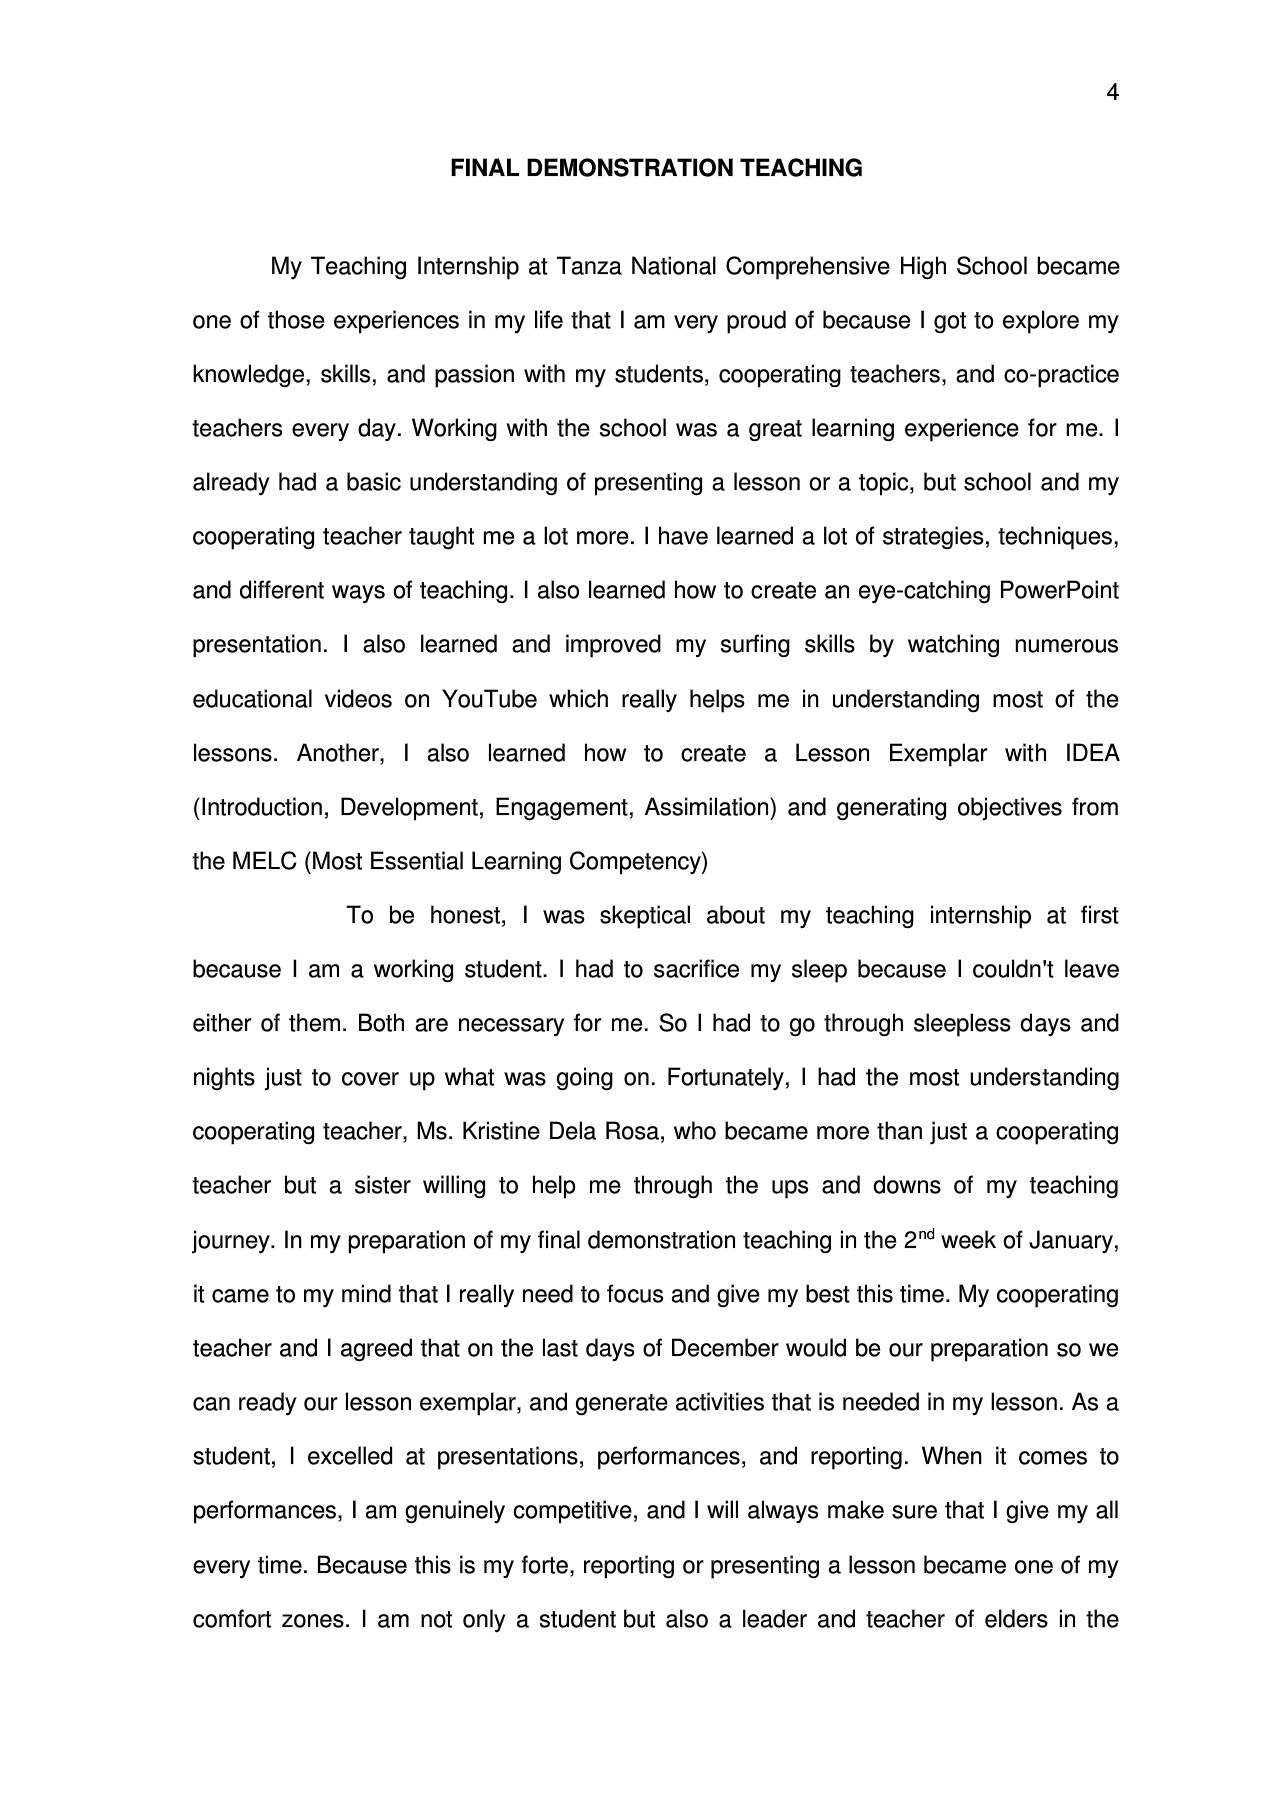 4
FINAL DEMONSTRATION TEACHING
My Teaching Internship at Tanza National Comprehensive High School became
one of those experiences in my life that I am very proud of because I got to explore my
knowledge, skills, and passion with my students, cooperating teachers, and co-practice
teachers every day. Working with the school was a great learning experience for me. I
already had a basic understanding of presenting a lesson or a topic, but school and my
cooperating teacher taught me a lot more. I have learned a lot of strategies, techniques,
and different ways of teaching. I also learned how to create an eye-catching PowerPoint
presentation. I also learned and improved my surfing skills by watching numerous
educational videos on YouTube which really helps me in understanding most of the
lessons. Another, I also learned how to create a Lesson Exemplar with IDEA
(Introduction, Development, Engagement, Assimilation) and generating objectives from
the MELC (Most Essential Learning Competency)
To be honest, I was skeptical about my teaching internship at first
because I am a working student. I had to sacrifice my sleep because I couldn't leave
either of them. Both are necessary for me. So I had to go through sleepless days and
nights just to cover up what was going on. Fortunately, I had the most understanding
cooperating teacher, Ms. Kristine Dela Rosa, who became more than just a cooperating
teacher but a sister willing to help me through the ups and downs of my teaching
journey. In my preparation of my final demonstration teaching in the 2nd week of January,
it came to my mind that I really need to focus and give my best this time. My cooperating
teacher and I agreed that on the last days of December would be our preparation so we
can ready our lesson exemplar, and generate activities that is needed in my lesson. As a
student, I excelled at presentations, performances, and reporting. When it comes to
performances, I am genuinely competitive, and I will always make sure that I give my all
every time. Because this is my forte, reporting or presenting a lesson became one of my
comfort zones. I am not only a student but also a leader and teacher of elders in the